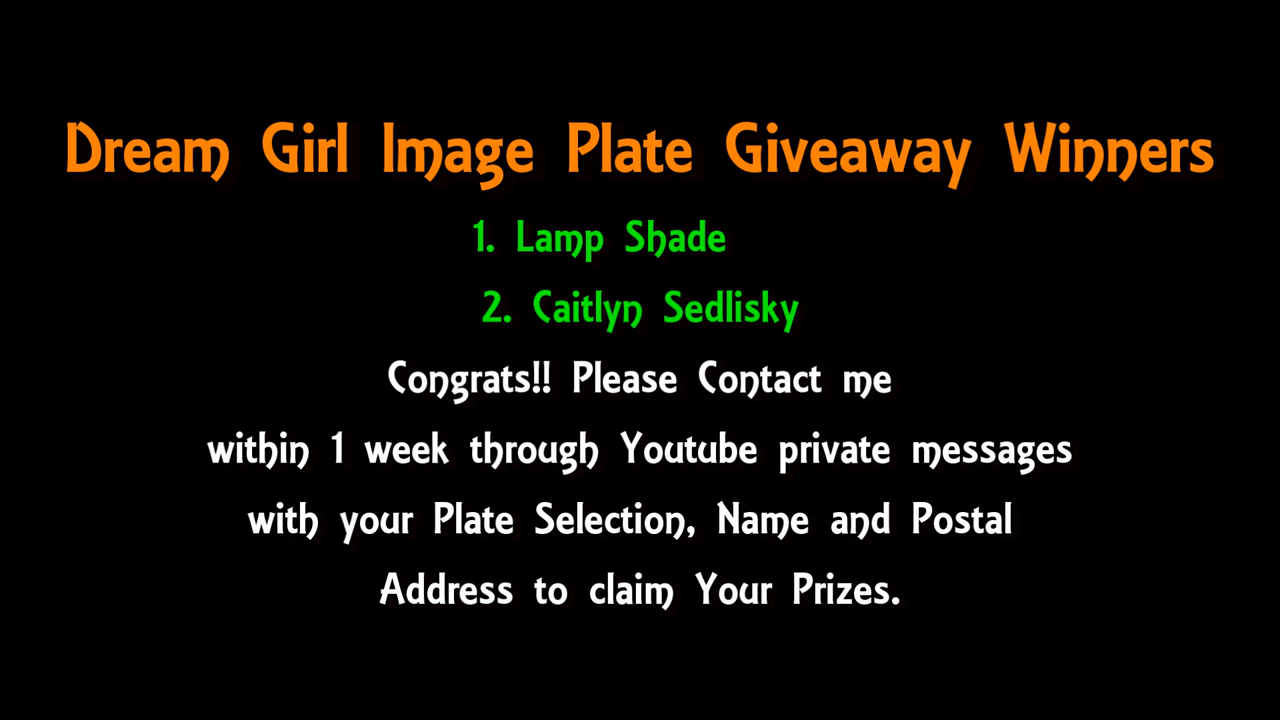 Dream Girl Image Plate Giveaway Winners
1. Lamp Shade
2. Caitlyn Sedlisky
Congrats!! Please Contact me
within 1 week through Youtube private messages
with your Plate Selection, Name and Postal
Address to claim Your Prizes.